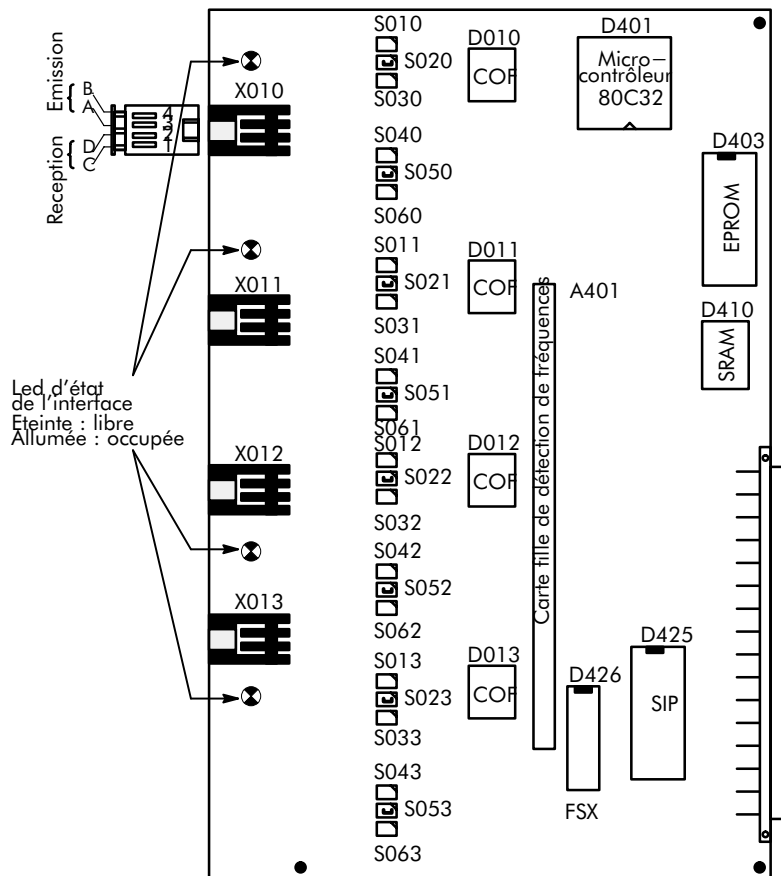 S010
D010
D401
S020
COF
Micro–
contrôleur
80C32
S030
Emission
B
A
Reception
D
C
4
3
2
1
X010
S040
S050
S060
D403
EPROM
S011
D011
S021
COF
S031
X011
A401
Carte fille de détection de fréquences
D410
SRAM
S041
S051
S061
Led d'état
de l'interface
Eteinte : libre
Allumée : occupée
S012
D012
S022
COF
S032
X012
S042
S052
S062
X013
S013
D013
S023
COF
S033
D425
SIP
D426
FSX
S043
S053
S063